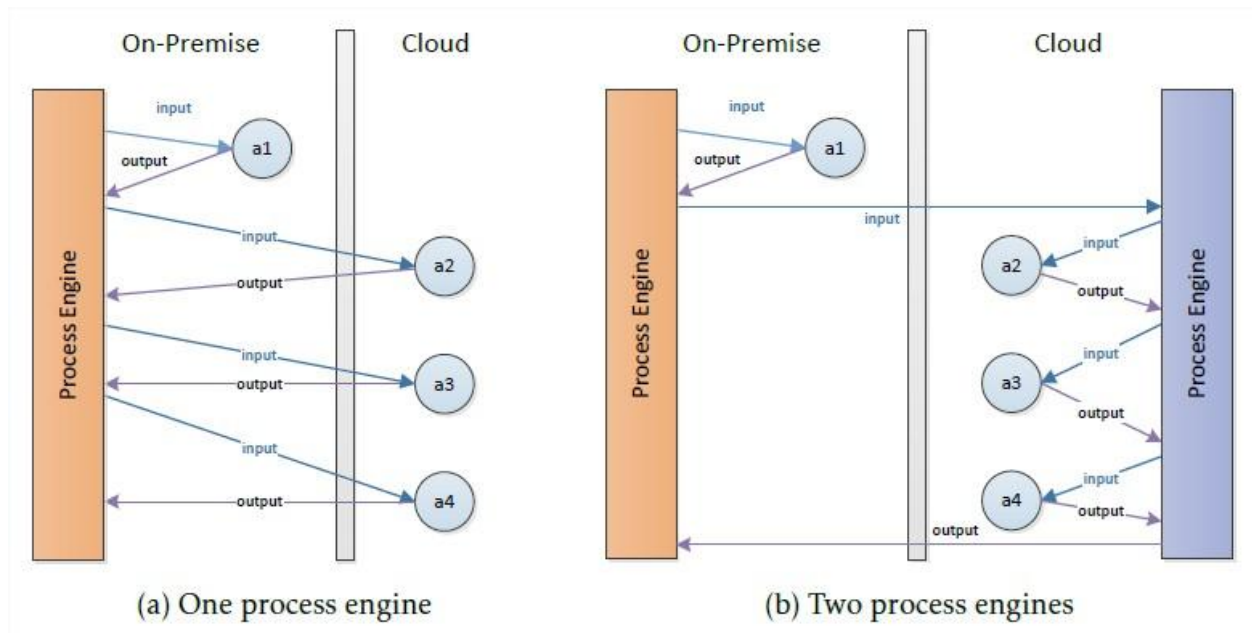 On-Premise
Cloud
input
a1
output
input
a2
output
input
a3
output
input
a4
output
Process Engine
(a) One process engine
On-Premise
Cloud
input
a1
output
input
input
a2
output
input
a3
output
input
a4
output
output
Process Engine
Process Engine
(b) Two process engines